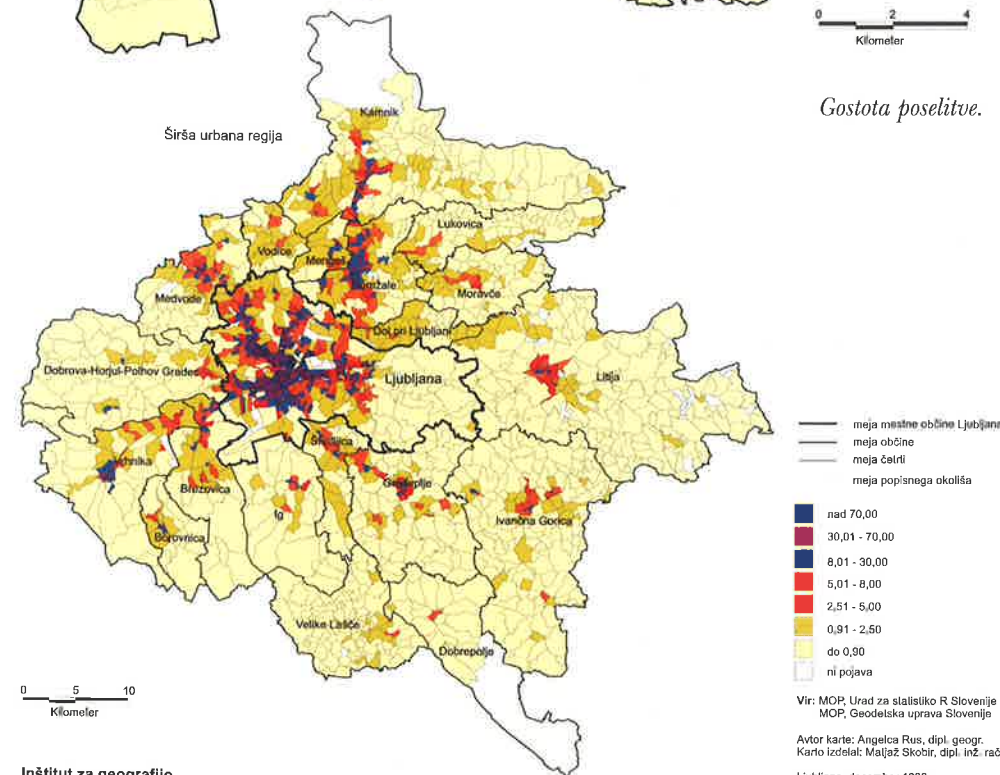 0 2 4
Kilometer
Gostota poselitve.
Širša urbana regija
Kamnik
Lukovica
Vodice
Mengeš
Domžale
Moravče
Medvode
Dol pri Ljubljani
Dobrova-Horjul-Polhov Gradec
Ljubljana
Litija
Škofljica
Vrhnika
Brezovica
Grosuplje
Ig
Ivančna Gorica
Borovnica
Velike Lašče
Dobrepolje
meja mestne občine Ljubljana
meja občine
meja četrti
meja popisnega okoliša
nad 70,00
30,01 - 70,00
8,01 - 30,00
5,01 - 8,00
2,51 - 5,00
0,91 - 2,50
do 0,90
ni pojava
0 5 10
Kilometer
Vir: MOP, Urad za statistiko R Slovenije
MOP, Geodetska uprava Slovenije
Avtor karte: Angelca Rus, dipl. geogr.
Karto izdelal: Matjaž Skobir, dipl. inž. rač
Inštitut za geografijo